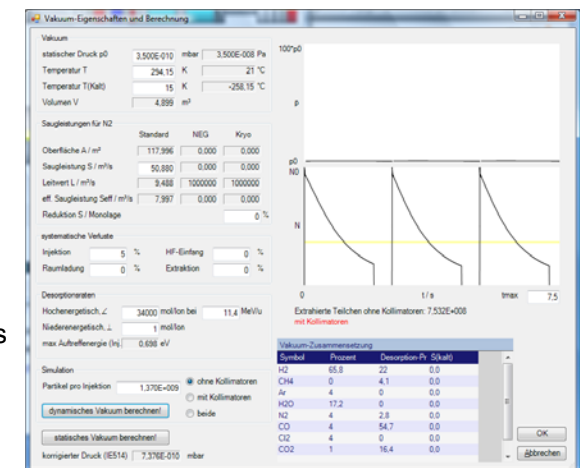 Vakuum-Eigenschaften und Berechnung
Vakuum
statischer Druck p0 3,500E-010 mbar 3,500E-008 Pa
Temperatur T 294,15 K 21 °C
Temperatur T(Kalt) 15 K -258,15 °C
Volumen V 4,899 m³
Saugleistungen für N2
Standard NEG Kryo
Oberfläche A / m² 117,996 0,000 0,000
Saugleistung S / m³/s 50,880 0,000 0,000
Leitwert L / m³/s 9,488 1000000 1000000
eff. Saugleistung Seff / m³/s 7,997 0,000 0,000
Reduktion S / Monolage 0 %
systematische Verluste
Injektion 5 % HF-Einfang 0 %
Raumladung 0 % Extraktion 0 %
Desorptionsraten
Hochenergetisch,∠ 34000 mol/Ion bei 11,4 MeV/u
Niederenergetisch,⊥ 1 mol/Ion
max Auftreffenergie (Inj.) 0,698 eV
Simulation
Partikel pro Injektion 1,370E+009
ohne Kollimatoren
mit Kollimatoren
beide
dynamisches Vakuum berechnen!
statisches Vakuum berechnen!
korrigierter Druck (IE514) 7,376E-010 mbar
100*p0
p
p0
N0
N
0 t / s tmax 7,5
Extrahierte Teilchen ohne Kollimatoren: 7,532E+008
mit Kollimatoren
Vakuum-Zusammensetzung
Symbol Prozent Desorption-Pr S(kalt)
H2 65,8 22 0,0
CH4 0 4,1 0,0
Ar 4 0 0,0
H2O 17,2 0 0,0
N2 4 2,8 0,0
CO 4 54,7 0,0
Cl2 4 0 0,0
CO2 1 16,4 0,0
OK
Abbrechen
s